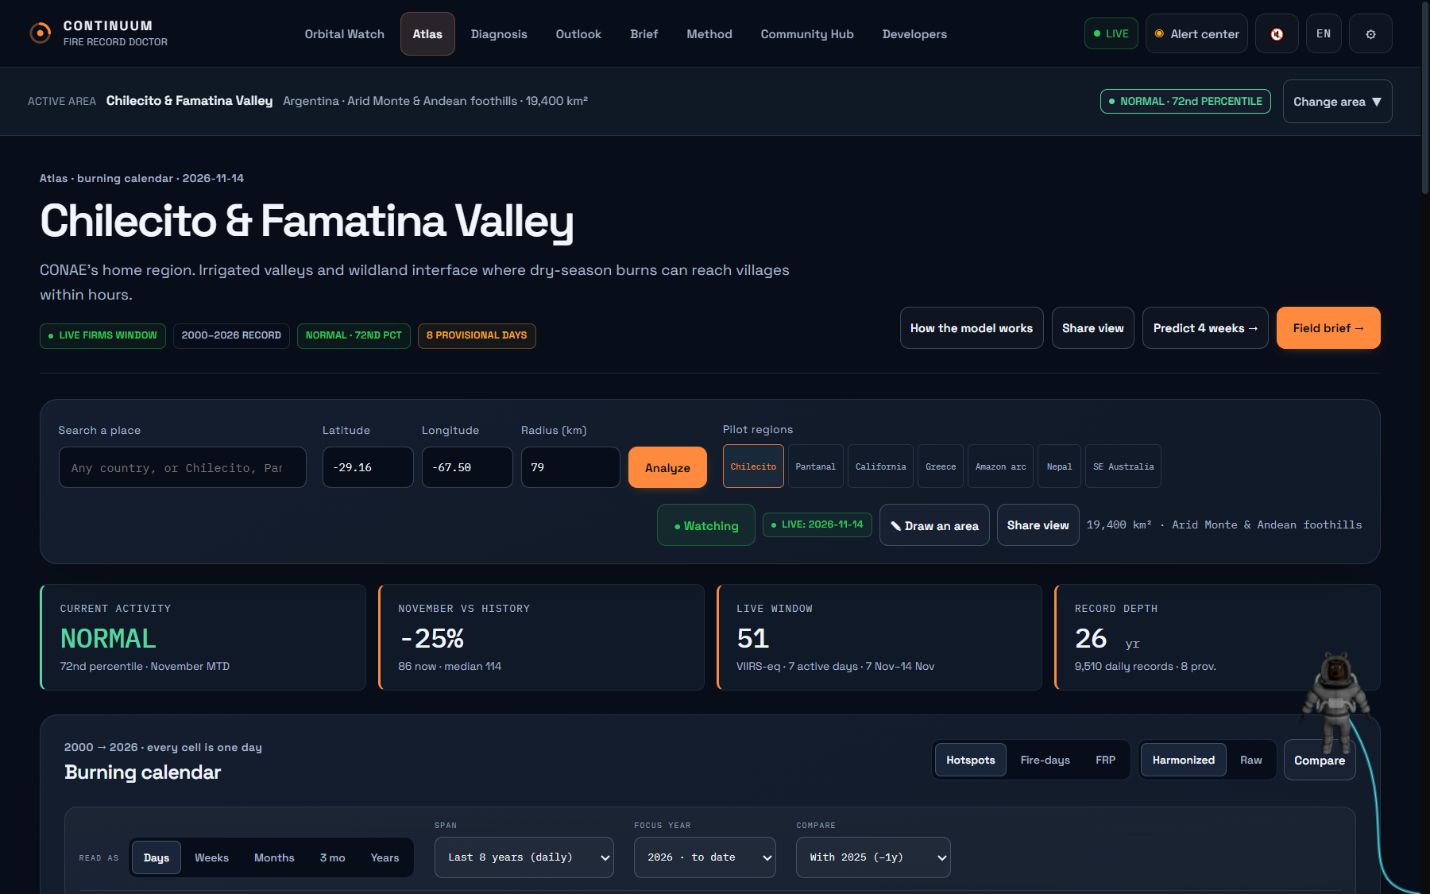 CONTINUUM
FIRE RECORD DOCTOR
Orbital Watch
Atlas
Diagnosis
Outlook
Brief
Method
Community Hub
Developers
LIVE
Alert center
EN
ACTIVE AREA Chilecito & Famatina Valley Argentina · Arid Monte & Andean foothills · 19,400 km²
NORMAL · 72nd PERCENTILE
Change area ▼
Atlas · burning calendar · 2026-11-14
Chilecito & Famatina Valley
CONAE's home region. Irrigated valleys and wildland interface where dry-season burns can reach villages
within hours.
LIVE FIRMS WINDOW
2000–2026 RECORD
NORMAL · 72ND PCT
8 PROVISIONAL DAYS
How the model works
Share view
Predict 4 weeks →
Field brief →
Search a place
Latitude
Longitude
Radius (km)
Pilot regions
Any country, or Chilecito, Par
-29.16
-67.50
79
Analyze
Chilecito
Pantanal
California
Greece
Amazon arc
Nepal
SE Australia
Watching
LIVE: 2026-11-14
Draw an area
Share view
19,400 km² · Arid Monte & Andean foothills
CURRENT ACTIVITY
NORMAL
72nd percentile · November MTD
NOVEMBER VS HISTORY
-25%
86 now · median 114
LIVE WINDOW
51
VIIRS-eq · 7 active days · 7 Nov–14 Nov
RECORD DEPTH
26 yr
9,510 daily records · 8 prov.
2000 → 2026 · every cell is one day
Burning calendar
Hotspots
Fire-days
FRP
Harmonized
Raw
Compare
READ AS
Days
Weeks
Months
3 mo
Years
SPAN
Last 8 years (daily)
FOCUS YEAR
2026 · to date
COMPARE
With 2025 (−1y)